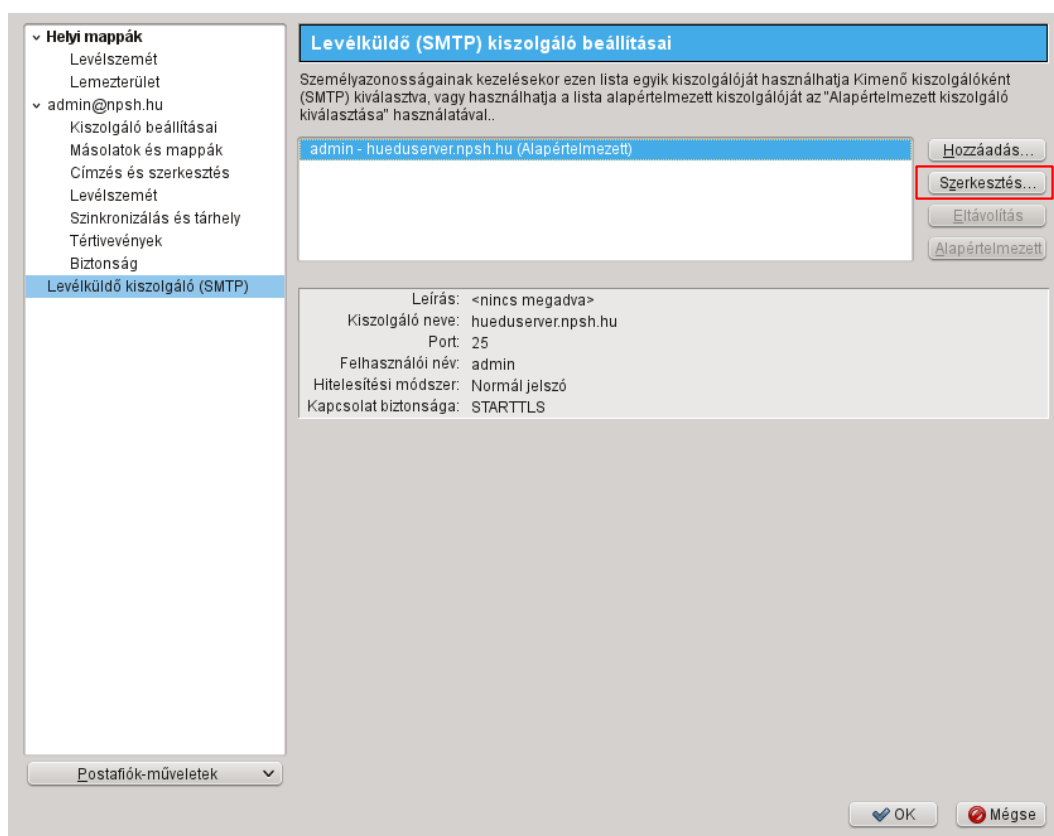 Helyi mappák
Levélszemét
Lemezterület
admin@npsh.hu
Kiszolgáló beállításai
Másolatok és mappák
Címzés és szerkesztés
Levélszemét
Szinkronizálás és tárhely
Tértivevények
Biztonság
Levélküldő kiszolgáló (SMTP)
Postafiók-műveletek
Levélküldő (SMTP) kiszolgáló beállításai
Személyazonosságainak kezelésekor ezen lista egyik kiszolgálóját használhatja Kimenő kiszolgálóként
(SMTP) kiválasztva, vagy használhatja a lista alapértelmezett kiszolgálóját az "Alapértelmezett kiszolgáló
kiválasztása" használatával..
admin - hueduserver.npsh.hu (Alapértelmezett)
Hozzáadás...
Szerkesztés...
Eltávolítás
Alapértelmezett
Leírás: <nincs megadva>
Kiszolgáló neve: hueduserver.npsh.hu
Port: 25
Felhasználói név: admin
Hitelesítési módszer: Normál jelszó
Kapcsolat biztonsága: STARTTLS
OK
Mégse